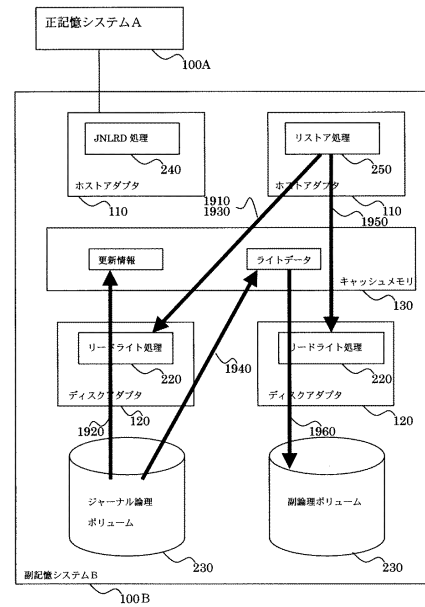 正記憶システムA
100A
JNLRD 処理
240
ホストアダプタ
110
リストア処理
250
ホストアダプタ
110
1910
1930
1950
更新情報
ライトデータ
キャッシュメモリ
130
リードライト処理
220
ディスクアダプタ
120
1920
1940
リードライト処理
220
ディスクアダプタ
120
1960
ジャーナル論理
ボリューム
230
副論理ボリューム
230
副記憶システムB
100B